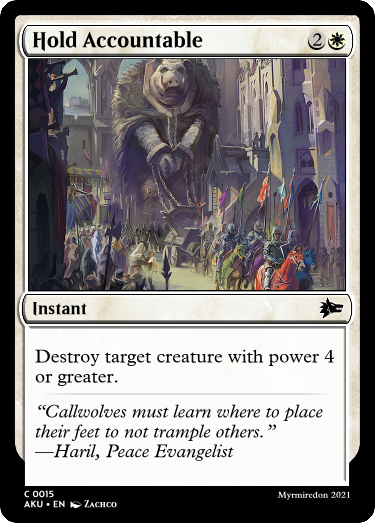 Hold Accountable 2
Instant
Destroy target creature with power 4
or greater.
“Callwolves must learn where to place
their feet to not trample others.”
—Haril, Peace Evangelist
C 0015
AKU • EN Zachco
Myrmiredon 2021